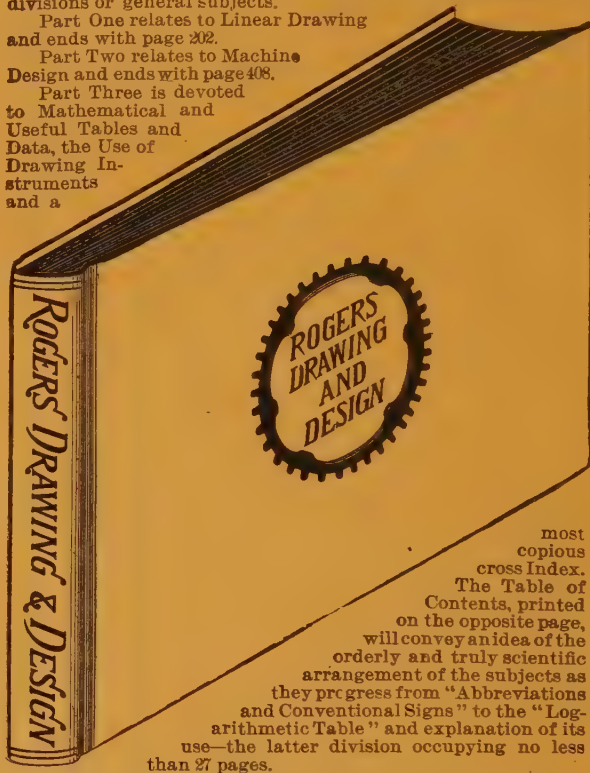 divisions or general subjects.
Part One relates to Linear Drawing
and ends with page 202.
Part Two relates to Machine
Design and ends with page 408.
Part Three is devoted
to Mathematical and
Useful Tables and
Data, the Use of
Drawing In-
struments
and a
ROGERS DRAWING & DESIGN
ROGERS
DRAWING
AND
DESIGN
most
copious
cross Index.
The Table of
Contents, printed
on the opposite page,
will convey an idea of the
orderly and truly scientific
arrangement of the subjects as
they progress from "Abbreviations
and Conventional Signs" to the "Log-
arithmetic Table" and explanation of its
use—the latter division occupying no less
than 27 pages.